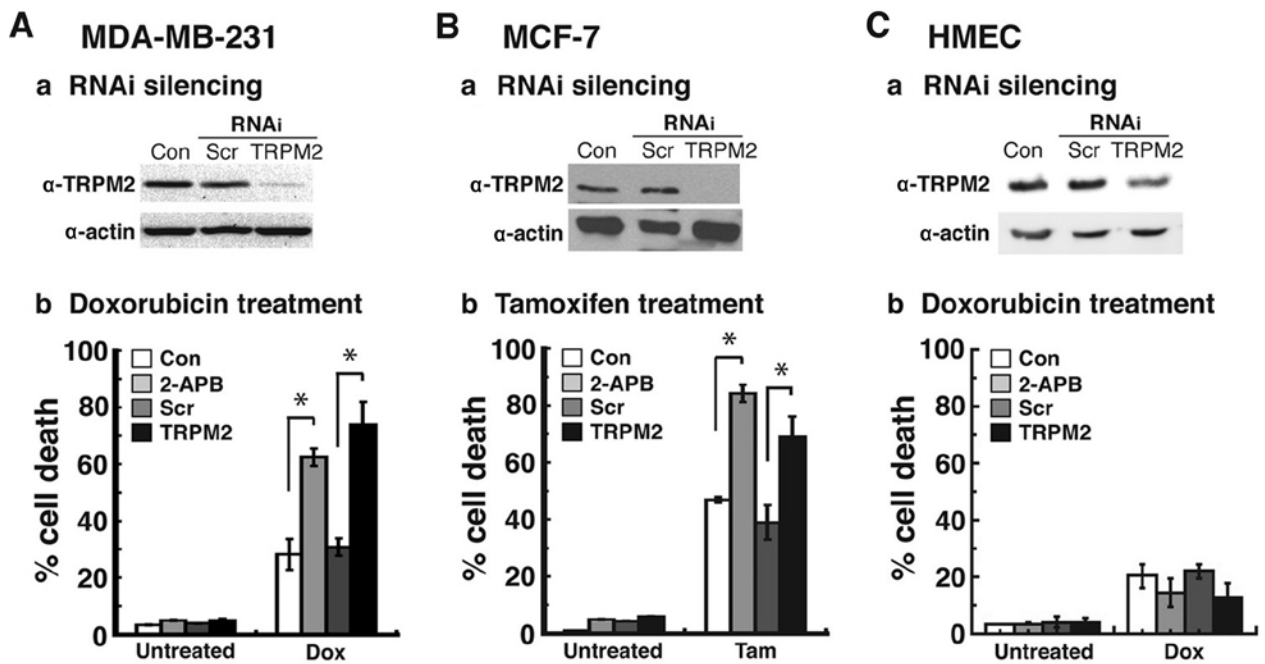 A MDA-MB-231
a RNAi silencing
RNAi
Con Scr TRPM2
α-TRPM2
α-actin
b Doxorubicin treatment
100
80
60
40
20
0
% cell death
Con
2-APB
Scr
TRPM2
*
*
Untreated Dox
B MCF-7
a RNAi silencing
RNAi
Con Scr TRPM2
α-TRPM2
α-actin
b Tamoxifen treatment
100
80
60
40
20
0
% cell death
Con
2-APB
Scr
TRPM2
*
*
Untreated Tam
C HMEC
a RNAi silencing
RNAi
Con Scr TRPM2
α-TRPM2
α-actin
b Doxorubicin treatment
100
80
60
40
20
0
% cell death
Con
2-APB
Scr
TRPM2
Untreated Dox